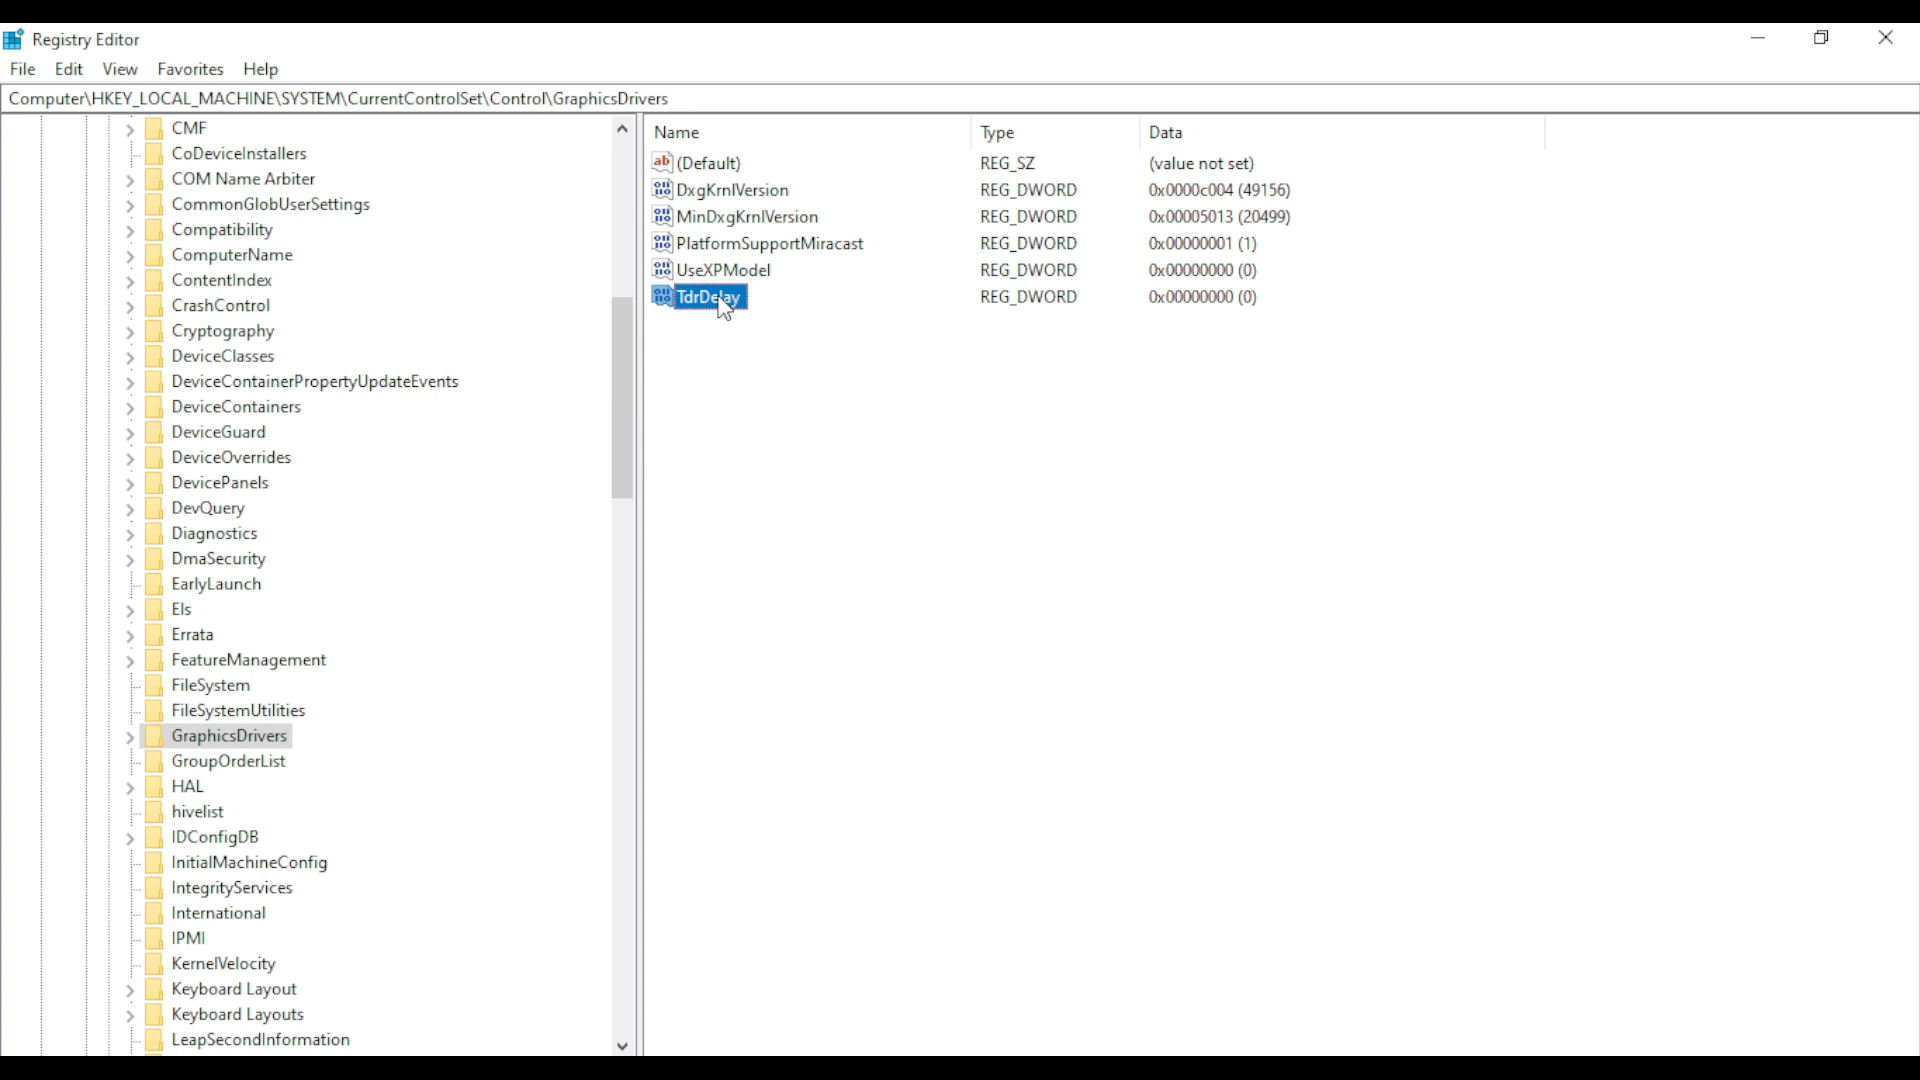 Registry Editor
File Edit View Favorites Help
Computer\HKEY_LOCAL_MACHINE\SYSTEM\CurrentControlSet\Control\GraphicsDrivers
CMF
CoDeviceInstallers
COM Name Arbiter
CommonGlobUserSettings
Compatibility
ComputerName
ContentIndex
CrashControl
Cryptography
DeviceClasses
DeviceContainerPropertyUpdateEvents
DeviceContainers
DeviceGuard
DeviceOverrides
DevicePanels
DevQuery
Diagnostics
DmaSecurity
EarlyLaunch
Els
Errata
FeatureManagement
FileSystem
FileSystemUtilities
GraphicsDrivers
GroupOrderList
HAL
hivelist
IDConfigDB
InitialMachineConfig
IntegrityServices
International
IPMI
KernelVelocity
Keyboard Layout
Keyboard Layouts
LeapSecondInformation
Name Type Data
(Default) REG_SZ (value not set)
DxgKrnlVersion REG_DWORD 0x0000c004 (49156)
MinDxgKrnlVersion REG_DWORD 0x00005013 (20499)
PlatformSupportMiracast REG_DWORD 0x00000001 (1)
UseXPModel REG_DWORD 0x00000000 (0)
TdrDelay REG_DWORD 0x00000000 (0)